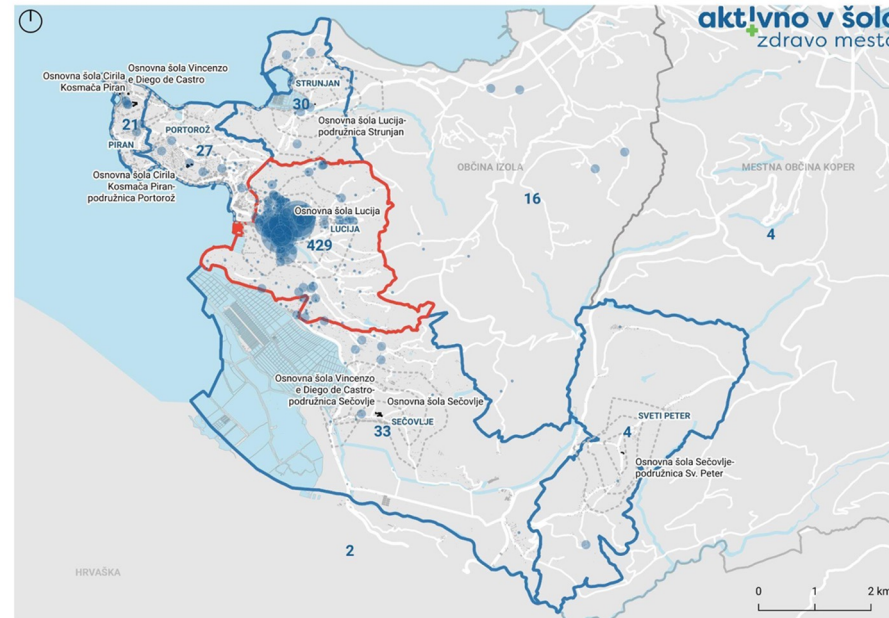 akt!vno v šolo
zdravo mesto
Osnovna šola Cirila
Kosmača Piran
Osnovna šola Vincenzo
e Diego de Castro
STRUNJAN
30
Osnovna šola Lucija-
podružnica Strunjan
21
PIRAN
PORTOROŽ
27
Osnovna šola Cirila
Kosmača Piran-
podružnica Portorož
OBČINA IZOLA
16
MESTNA OBČINA KOPER
4
Osnovna šola Lucija
LUCIJA
429
Osnovna šola Vincenzo
e Diego de Castro-
podružnica Sečovlje
Osnovna šola Sečovlje
SEČOVLJE
33
SVETI PETER
4
Osnovna šola Sečovlje-
podružnica Sv. Peter
2
HRVAŠKA
0 1 2 km